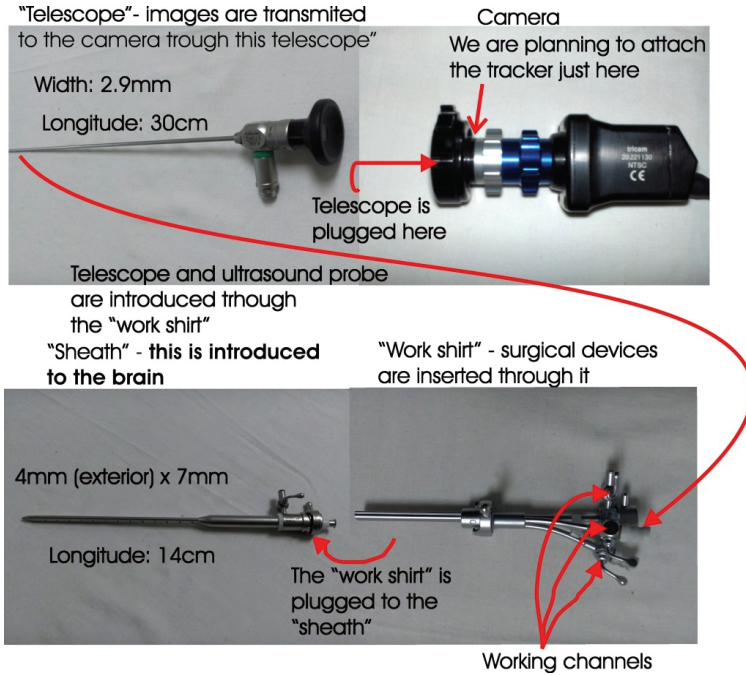 "Telescope"- images are transmited
to the camera trough this telescope"
Width: 2.9mm
Longitude: 30cm
Camera
We are planning to attach
the tracker just here
tricam
20221130
NTSC
CE
Telescope is
plugged here
Telescope and ultrasound probe
are introduced trhough
the "work shirt"
"Sheath" - this is introduced
to the brain
"Work shirt" - surgical devices
are inserted through it
4mm (exterior) x 7mm
Longitude: 14cm
The "work shirt" is
plugged to the
"sheath"
Working channels